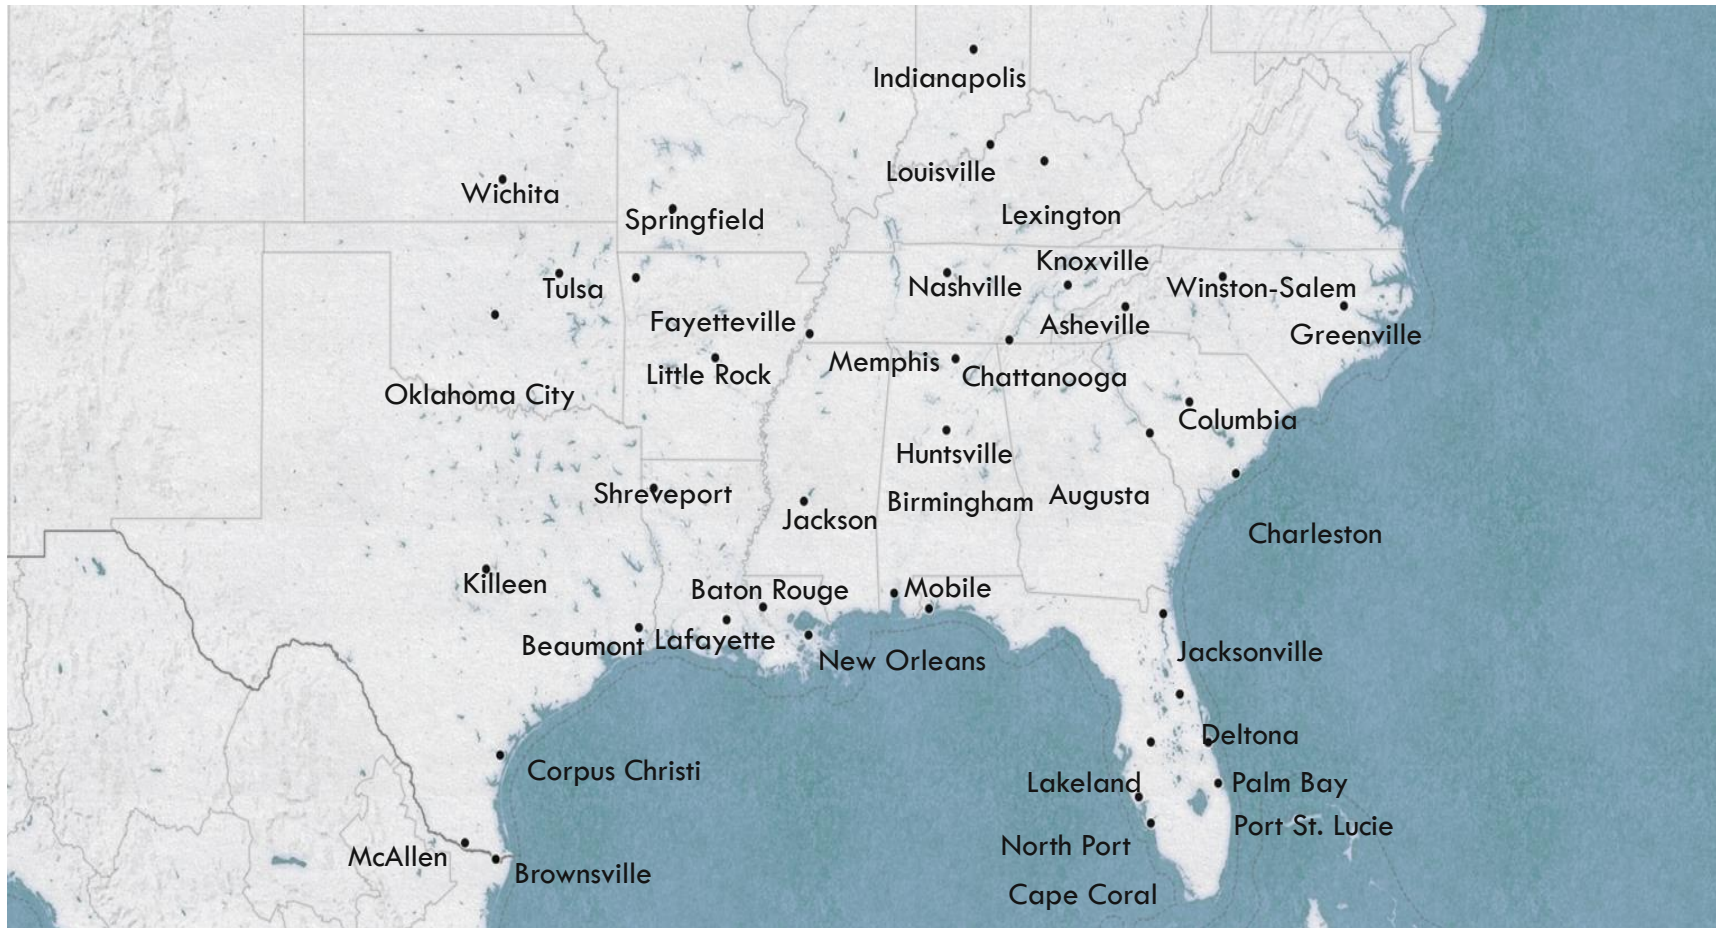 Indianapolis
Louisville
Wichita
Springfield
Lexington
Knoxville
Tulsa
Nashville
Winston-Salem
Fayetteville
Asheville
Greenville
Memphis
Little Rock
Chattanooga
Oklahoma City
Columbia
Huntsville
Shreveport
Birmingham
Augusta
Jackson
Charleston
Killeen
Baton Rouge
Mobile
Beaumont
Lafayette
New Orleans
Jacksonville
Deltona
Corpus Christi
Lakeland
Palm Bay
Port St. Lucie
North Port
McAllen
Brownsville
Cape Coral